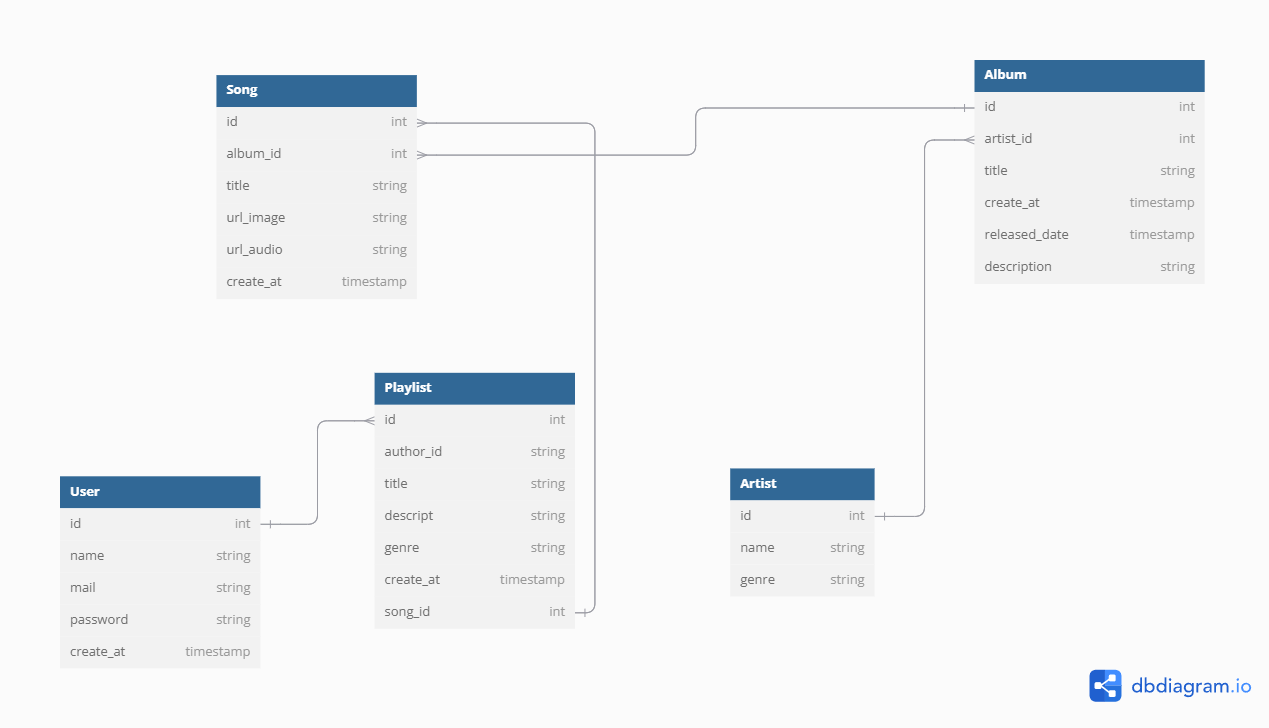 Song
id int
album_id int
title string
url_image string
url_audio string
create_at timestamp
Album
id int
artist_id int
title string
create_at timestamp
released_date timestamp
description string
Playlist
id int
author_id string
title string
descript string
genre string
create_at timestamp
song_id int
User
id int
name string
mail string
password string
create_at timestamp
Artist
id int
name string
genre string
dbdiagram.io